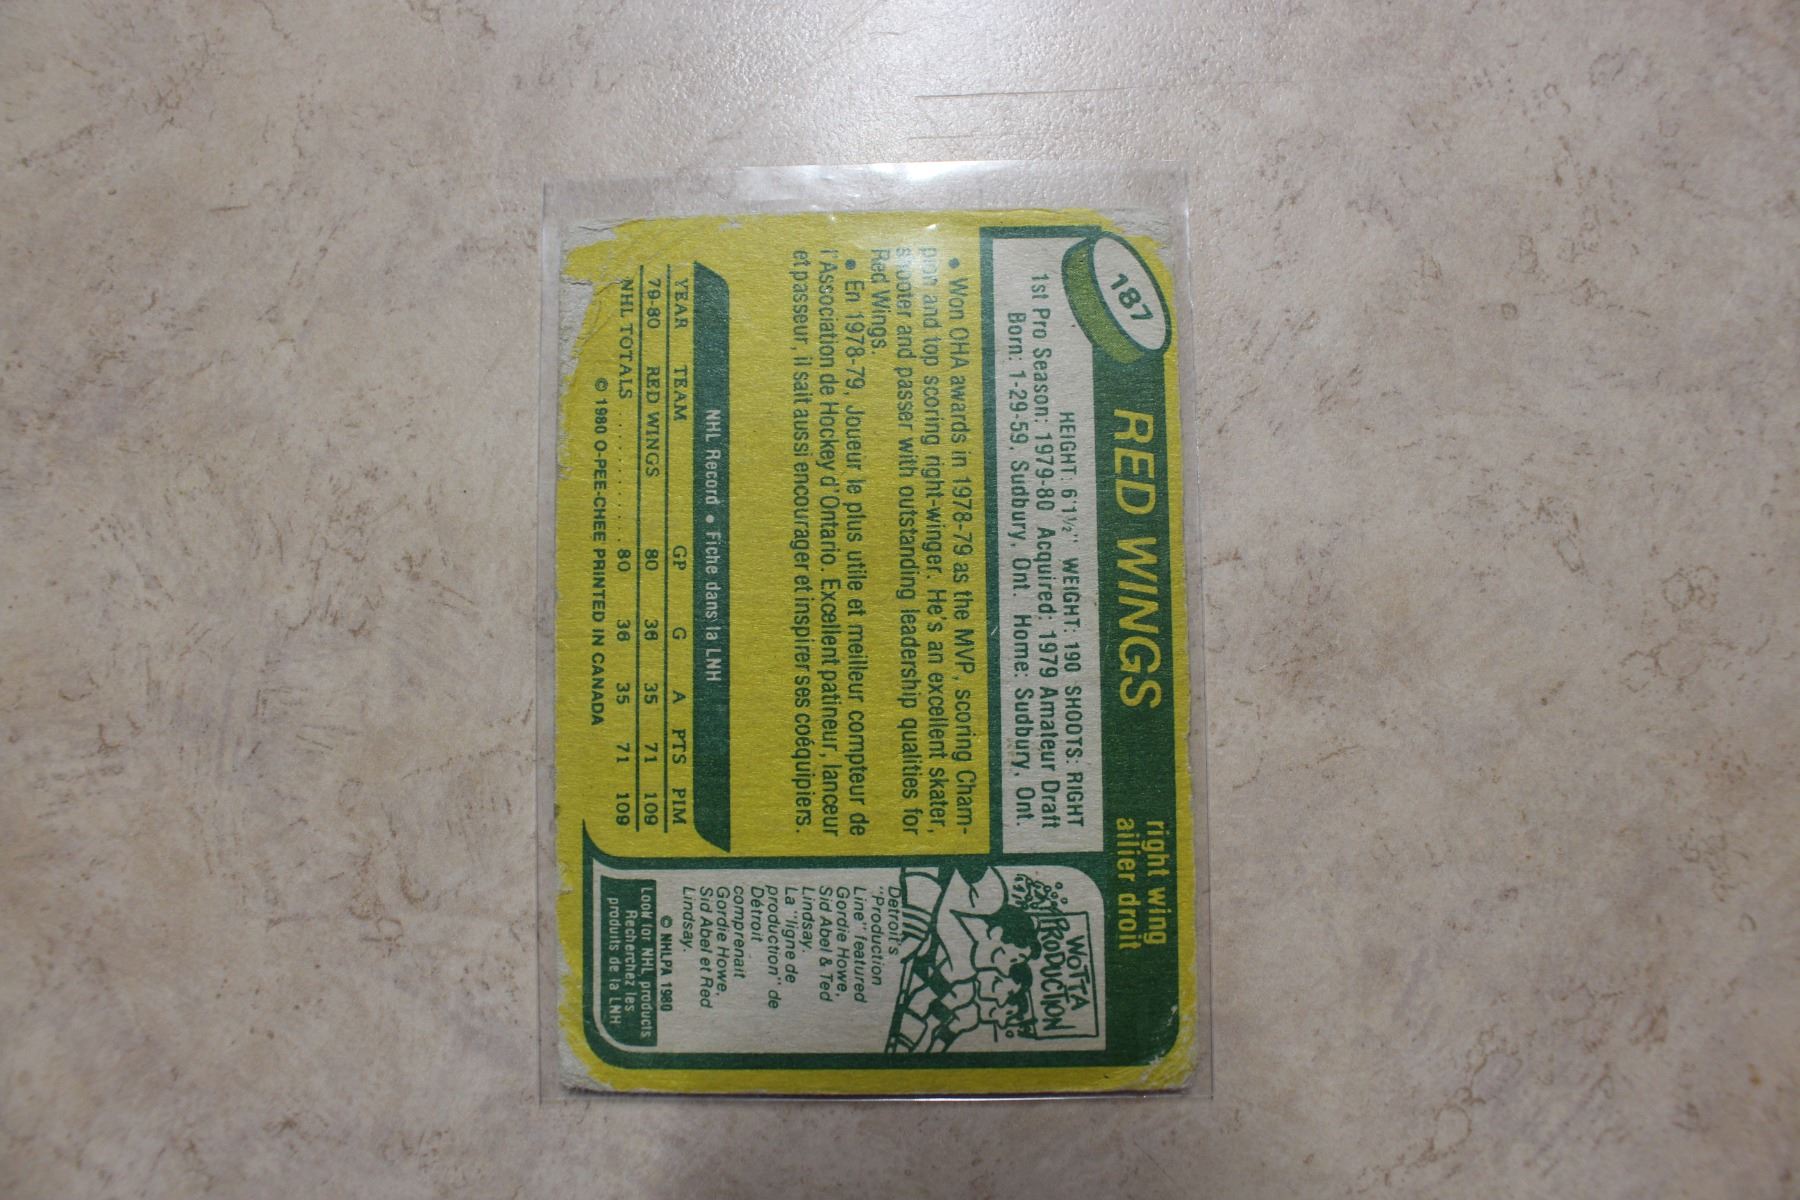 187
RED WINGS
right wing
ailier droit
HEIGHT: 6'1½" WEIGHT: 190 SHOOTS: RIGHT
1st Pro Season: 1979-80 Acquired: 1979 Amateur Draft
Born: 1-29-59, Sudbury, Ont. Home: Sudbury, Ont.
• Won OHA awards in 1978-79 as the MVP, scoring Cham-
pion and top scoring right-winger. He's an excellent skater,
shooter and passer with outstanding leadership qualities for
Red Wings.
• En 1978-79, Joueur le plus utile et meilleur compteur de
l'Association de Hockey d'Ontario. Excellent patineur, lanceur
et passeur, il sait aussi encourager et inspirer ses coéquipiers.
NHL Record • Fiche dans la LNH
YEAR TEAM GP G A PTS PIM
79-80 RED WINGS 80 36 35 71 109
NHL TOTALS .......... 80 36 35 71 109
© 1980 O-PEE-CHEE PRINTED IN CANADA
WOTTA
PRODUCTION
Detroit's
"Production
Line" featured
Gordie Howe,
Sid Abel & Ted
Lindsay.
La "ligne de
production" de
Détroit
comprenait
Gordie Howe,
Sid Abel et Red
Lindsay.
© NHLPA 1980
Look for NHL products
Recherchez les
produits de la LNH